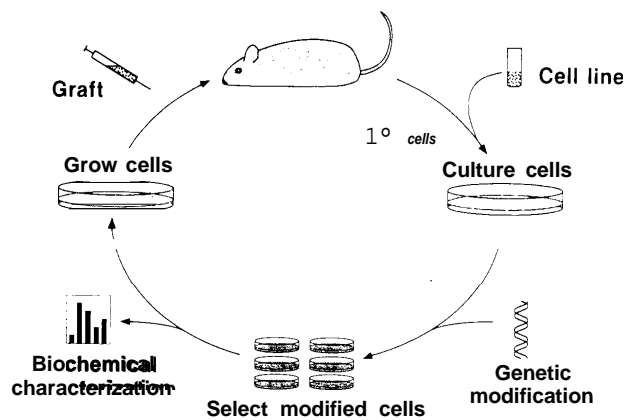 Graft
Cell line
1° cells
Grow cells
Culture cells
Biochemical
characterization
Genetic
modification
Select modified cells